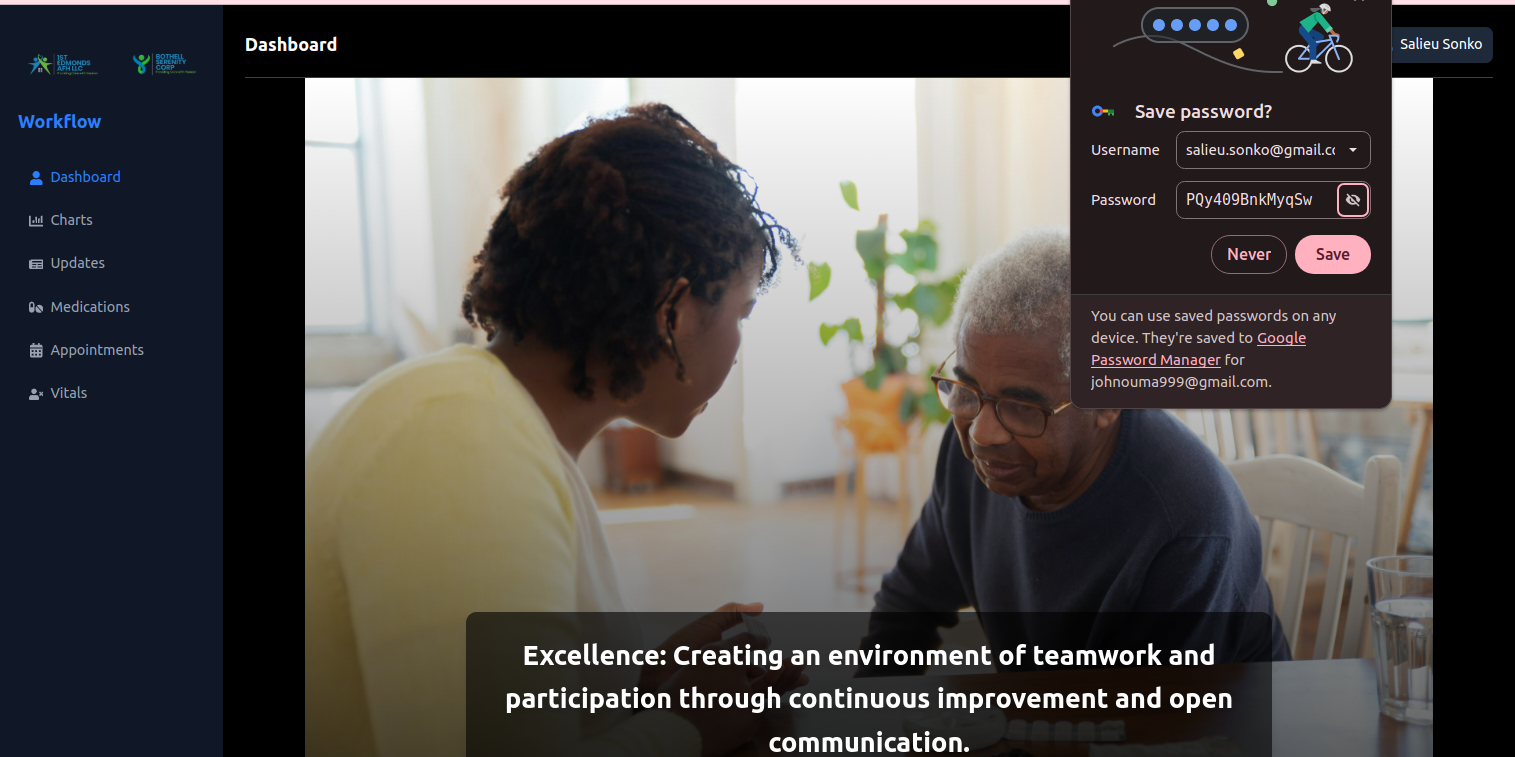 1ST
EDMONDS
AFH LLC
BOTHELL
SERENITY
CORP
Workflow
Dashboard
Charts
Updates
Medications
Appointments
Vitals
Dashboard
Salieu Sonko
Save password?
Username
salieu.sonko@gmail.cc
Password
PQy409BnkMyqSw
Never
Save
You can use saved passwords on any
device. They're saved to Google
Password Manager for
johnouma999@gmail.com.
Excellence: Creating an environment of teamwork and
participation through continuous improvement and open
communication.